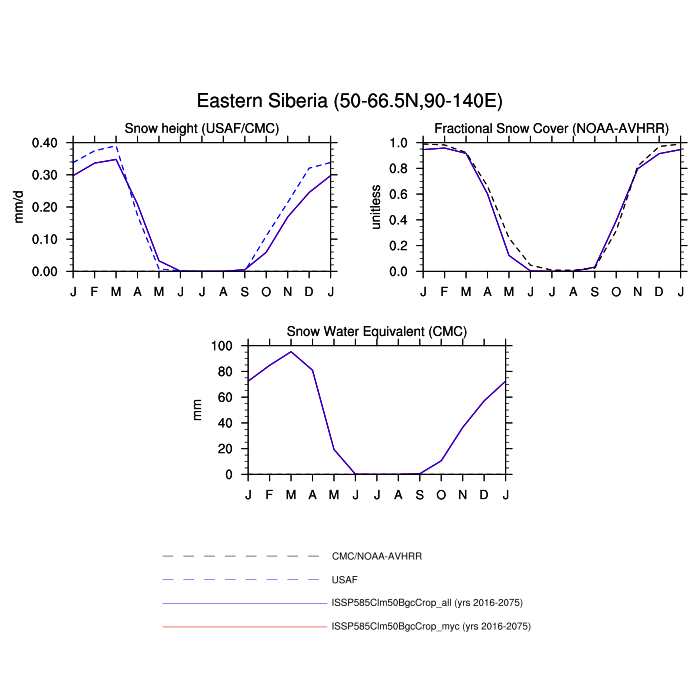 Eastern Siberia (50-66.5N,90-140E)
Snow height (USAF/CMC)
0.40
0.30
0.20
0.10
0.00
mm/d
J F M A M J J A S O N D J
Fractional Snow Cover (NOAA-AVHRR)
1.0
0.8
0.6
0.4
0.2
0.0
unitless
J F M A M J J A S O N D J
Snow Water Equivalent (CMC)
100
80
60
40
20
0
mm
J F M A M J J A S O N D J
CMC/NOAA-AVHRR
USAF
ISSP585Clm50BgcCrop_all (yrs 2016-2075)
ISSP585Clm50BgcCrop_myc (yrs 2016-2075)